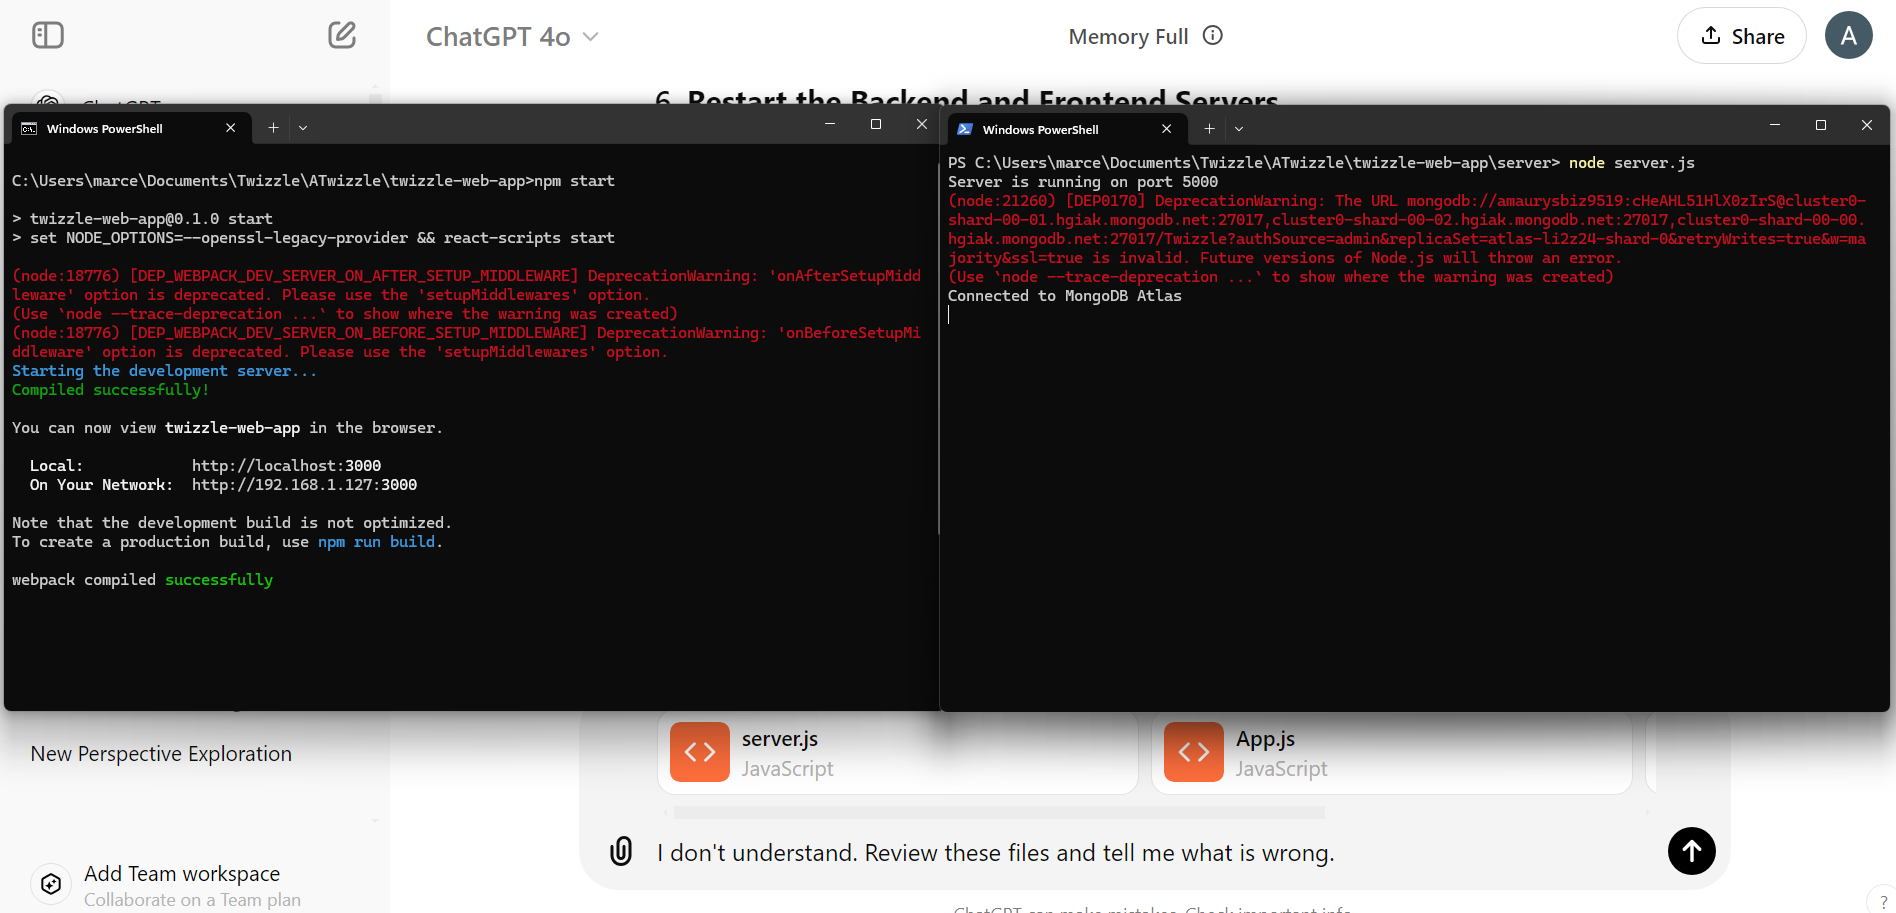 ChatGPT 4o
Memory Full
Share
A
ChatGPT
6. Restart the Backend and Frontend Servers
Windows PowerShell
C:\Users\marce\Documents\Twizzle\ATwizzle\twizzle-web-app>npm start
> twizzle-web-app@0.1.0 start
> set NODE_OPTIONS=--openssl-legacy-provider && react-scripts start
(node:18776) [DEP_WEBPACK_DEV_SERVER_ON_AFTER_SETUP_MIDDLEWARE] DeprecationWarning: 'onAfterSetupMidd
leware' option is deprecated. Please use the 'setupMiddlewares' option.
(Use `node --trace-deprecation ...` to show where the warning was created)
(node:18776) [DEP_WEBPACK_DEV_SERVER_ON_BEFORE_SETUP_MIDDLEWARE] DeprecationWarning: 'onBeforeSetupMi
ddleware' option is deprecated. Please use the 'setupMiddlewares' option.
Starting the development server...
Compiled successfully!
You can now view twizzle-web-app in the browser.
Local: http://localhost:3000
On Your Network: http://192.168.1.127:3000
Note that the development build is not optimized.
To create a production build, use npm run build.
webpack compiled successfully
Windows PowerShell
PS C:\Users\marce\Documents\Twizzle\ATwizzle\twizzle-web-app\server> node server.js
Server is running on port 5000
(node:21260) [DEP0170] DeprecationWarning: The URL mongodb://amaurysbiz9519:cHeAHL51HlX0zIrS@cluster0-
shard-00-01.hgiak.mongodb.net:27017,cluster0-shard-00-02.hgiak.mongodb.net:27017,cluster0-shard-00-00.
hgiak.mongodb.net:27017/Twizzle?authSource=admin&replicaSet=atlas-li2z24-shard-0&retryWrites=true&w=ma
jority&ssl=true is invalid. Future versions of Node.js will throw an error.
(Use `node --trace-deprecation ...` to show where the warning was created)
Connected to MongoDB Atlas
New Perspective Exploration
Add Team workspace
Collaborate on a Team plan
server.js
JavaScript
App.js
JavaScript
I don't understand. Review these files and tell me what is wrong.
ChatGPT can make mistakes. Check important info.
?